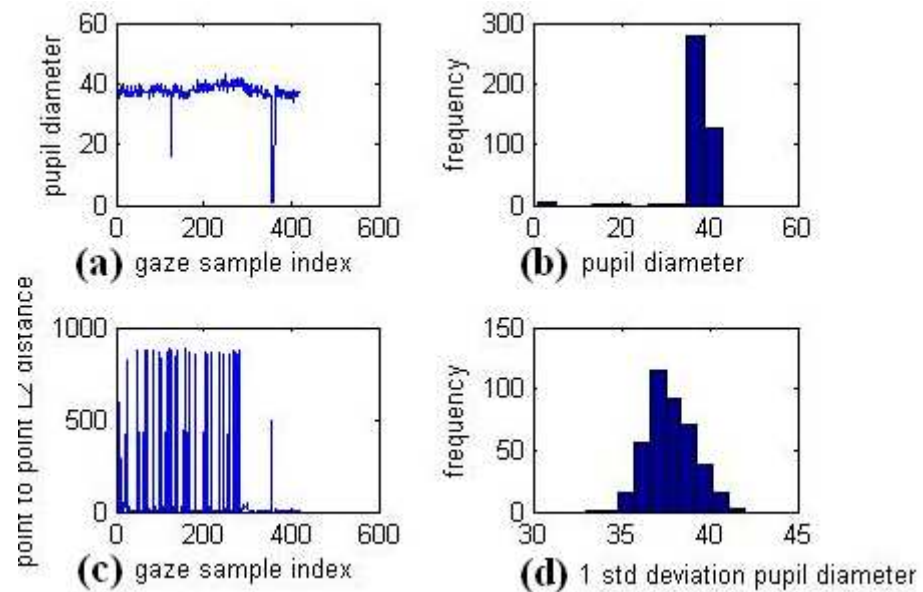 60
40
20
0
pupil diameter
0 200 400 600
(a) gaze sample index
300
200
100
0
frequency
0 20 40 60
(b) pupil diameter
1000
500
0
point to point L2 distance
0 200 400 600
(c) gaze sample index
150
100
50
0
frequency
30 35 40 45
(d) 1 std deviation pupil diameter